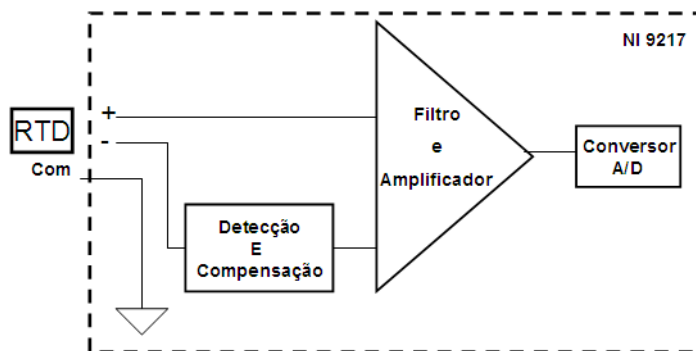 NI 9217
RTD
+
-
Com
Filtro
e
Amplificador
Conversor
A/D
Detecção
E
Compensação